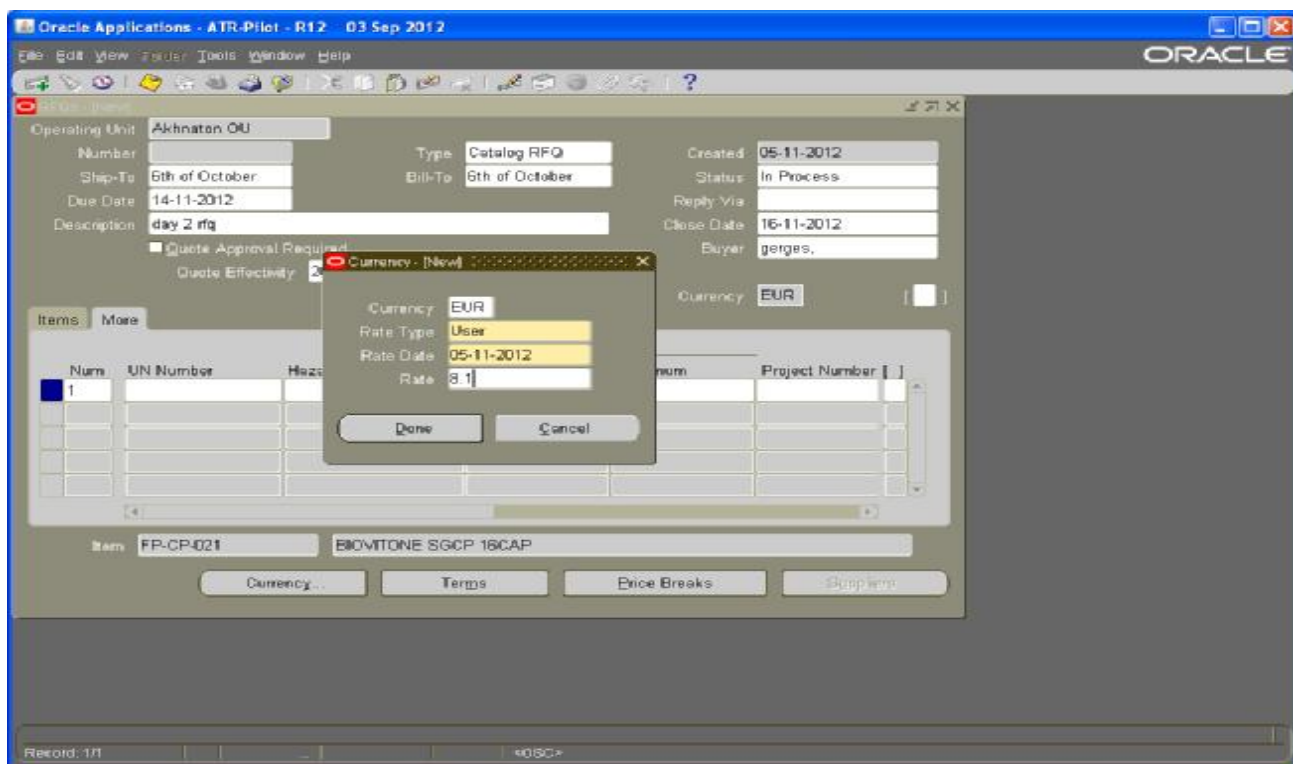 Oracle Applications - ATR-Pilot - R12 03 Sep 2012
File Edit View Folder Tools Window Help
ORACLE
?
RFQs - [New]
Operating Unit Akhnaton OU
Number Type Catalog RFQ Created 05-11-2012
Ship-To 6th of October Bill-To 6th of October Status In Process
Due Date 14-11-2012 Reply Via
Description day 2 rfq Close Date 16-11-2012
Quote Approval Required Buyer gerges,
Quote Effectivity
Currency EUR [ ]
Currency - [New]
Currency EUR
Rate Type User
Rate Date 05-11-2012
Rate 8.1
Done Cancel
Items More
Num UN Number Project Number [ ]
1
Item FP-CP-021 BIOVITONE SGCP 16CAP
Currency... Terms Price Breaks Suppliers
Record: 1/1 ... <OSC>